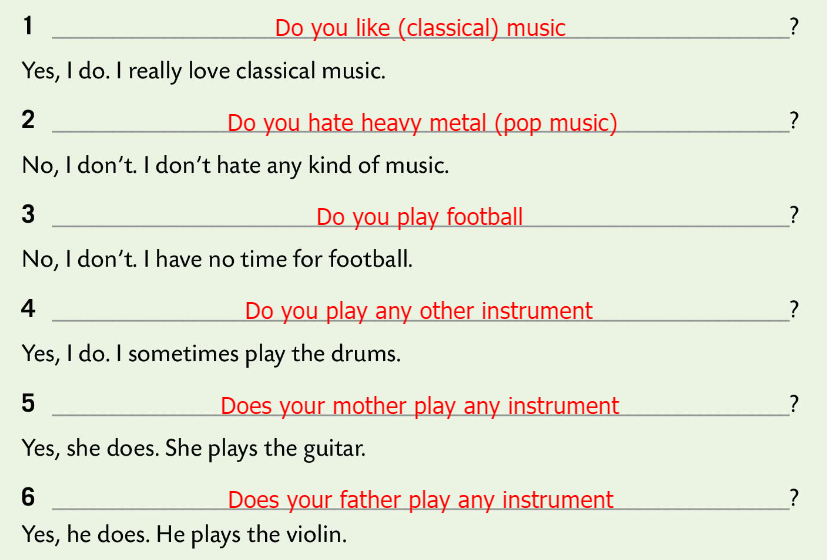 1 Do you like (classical) music ?
Yes, I do. I really love classical music.
2 Do you hate heavy metal (pop music) ?
No, I don't. I don't hate any kind of music.
3 Do you play football ?
No, I don't. I have no time for football.
4 Do you play any other instrument ?
Yes, I do. I sometimes play the drums.
5 Does your mother play any instrument ?
Yes, she does. She plays the guitar.
6 Does your father play any instrument ?
Yes, he does. He plays the violin.